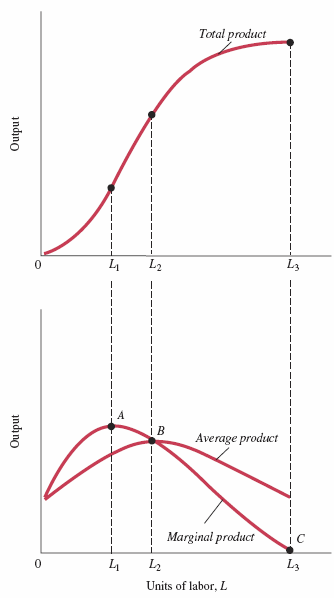 Total product
Output
0
L1
L2
L3
A
B
Average product
Output
Marginal product
C
0
L1
L2
L3
Units of labor, L